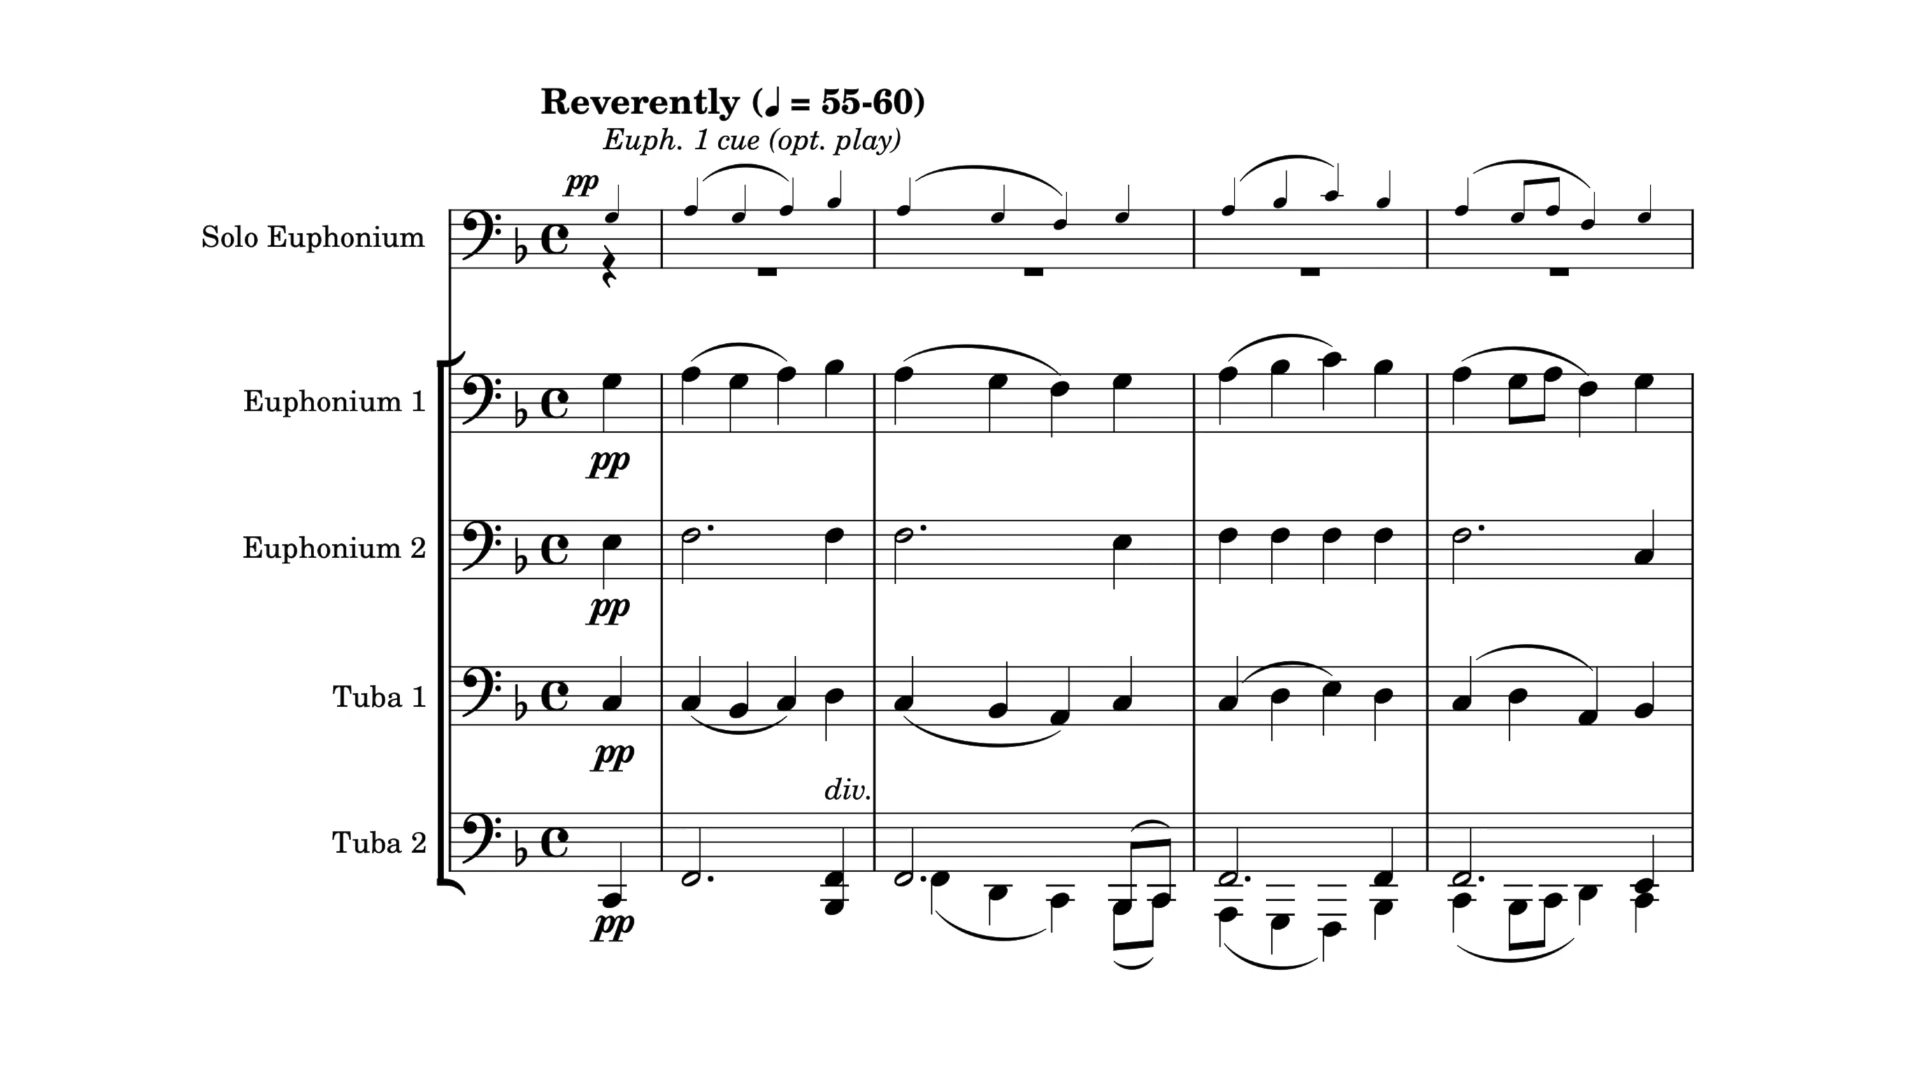 Reverently (♩ = 55-60)
Euph. 1 cue (opt. play)
pp
Solo Euphonium
Euphonium 1
pp
Euphonium 2
pp
Tuba 1
pp
div.
Tuba 2
pp